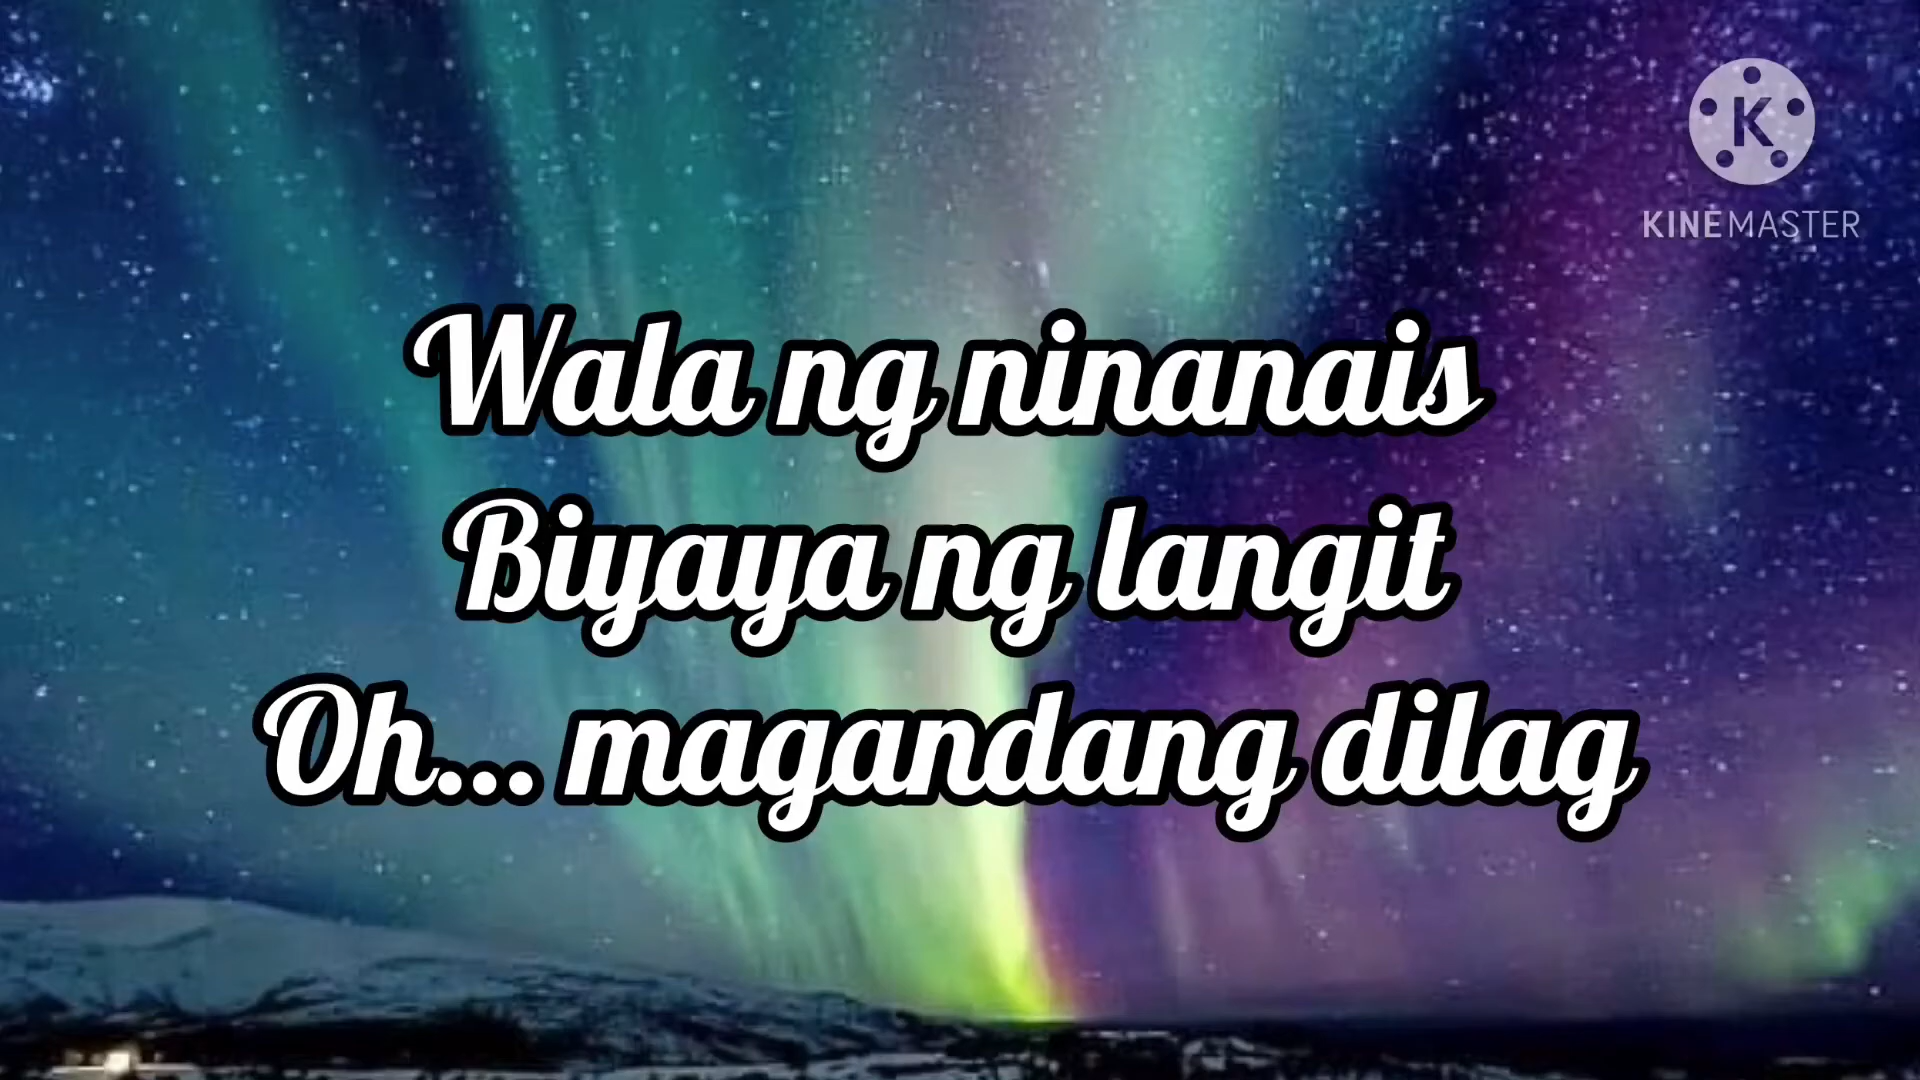 K
KINEMASTER
Wala ng ninanais
Biyaya ng langit
Oh... magandang dilag